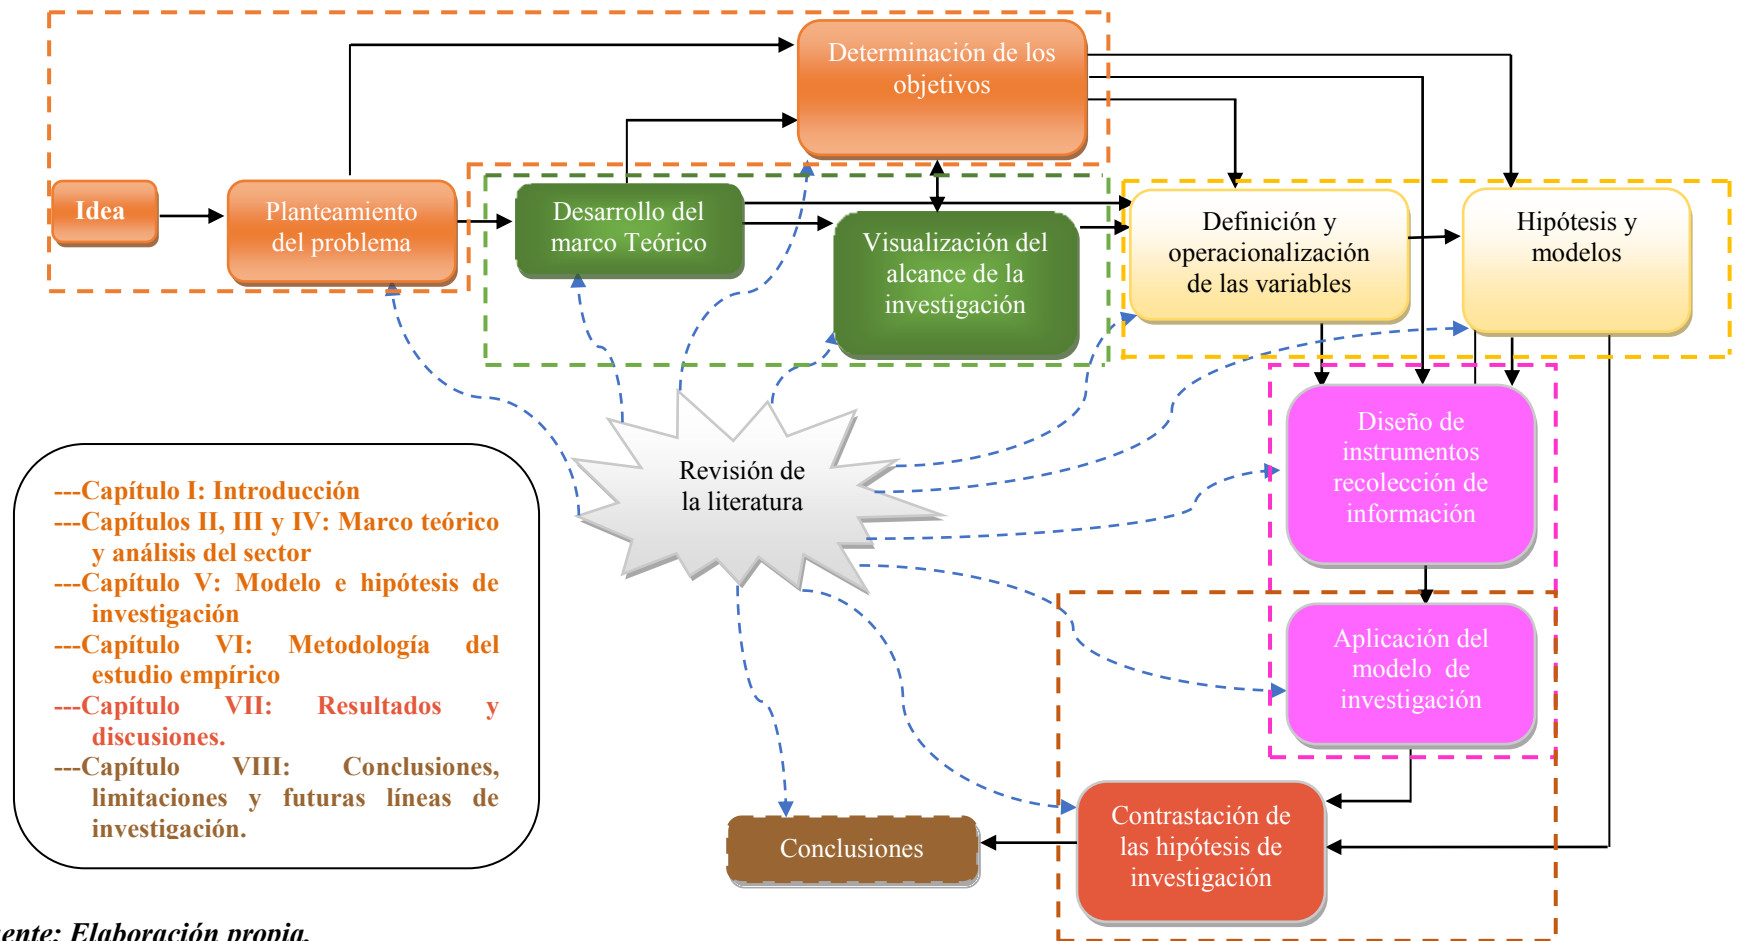 Determinación de los
objetivos
Idea
Planteamiento
del problema
Desarrollo del
marco Teórico
Visualización del
alcance de la
investigación
Definición y
operacionalización
de las variables
Hipótesis y
modelos
Revisión de
la literatura
Diseño de
instrumentos
recolección de
información
Aplicación del
modelo de
investigación
Contrastación de
las hipótesis de
investigación
Conclusiones
---Capítulo I: Introducción
---Capítulos II, III y IV: Marco teórico
y análisis del sector
---Capítulo V: Modelo e hipótesis de
investigación
---Capítulo VI: Metodología del
estudio empírico
---Capítulo VII: Resultados y
discusiones.
---Capítulo VIII: Conclusiones,
limitaciones y futuras líneas de
investigación.
ente: Elaboración propia.